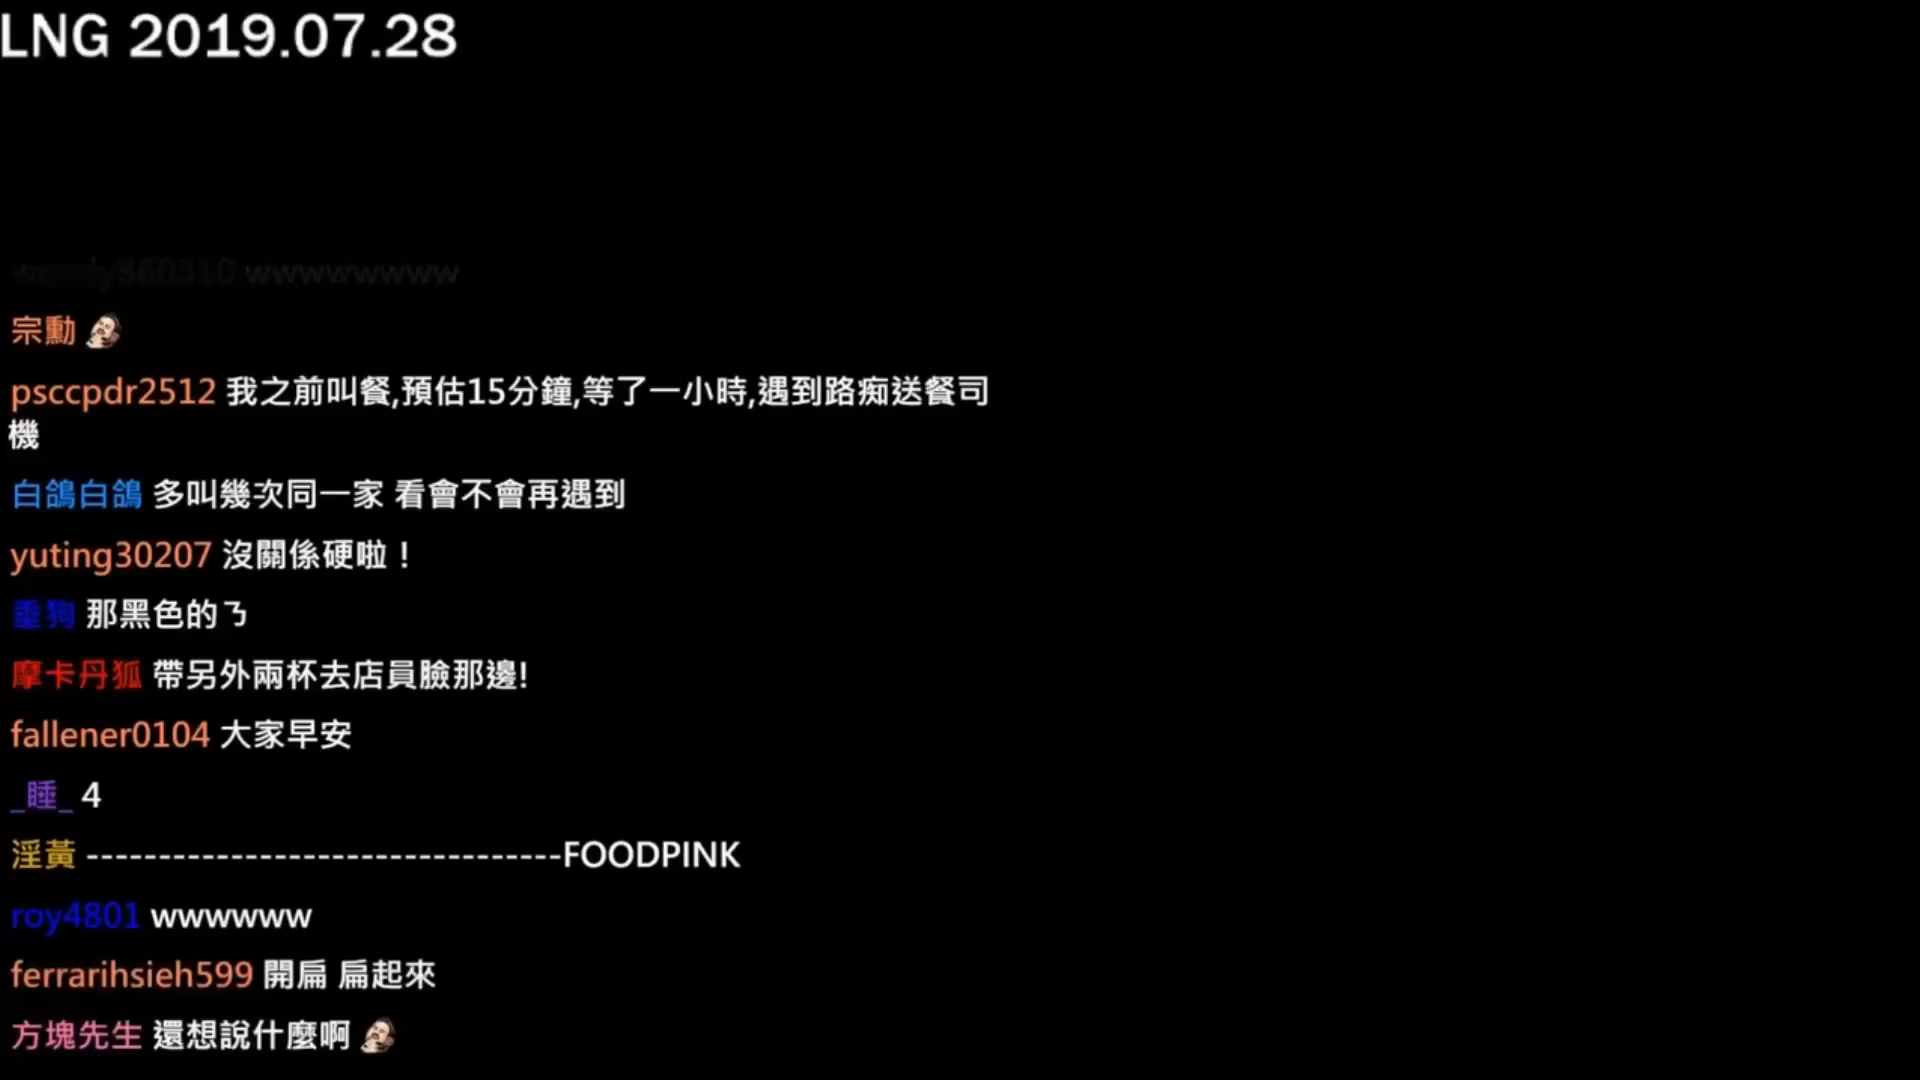 LNG 2019.07.28
wwwwwwww
宗勳
psccpdr2512 我之前叫餐,預估15分鐘,等了一小時,遇到路痴送餐司
機
白鴿白鴿 多叫幾次同一家 看會不會再遇到
yuting30207 沒關係硬啦！
垂狗 那黑色的ㄋ
摩卡丹狐 帶另外兩杯去店員臉那邊!
fallener0104 大家早安
_睡_ 4
淫黃 ---------------------------------FOODPINK
roy4801 wwwwww
ferrarihsieh599 開扁 扁起來
方塊先生 還想說什麼啊